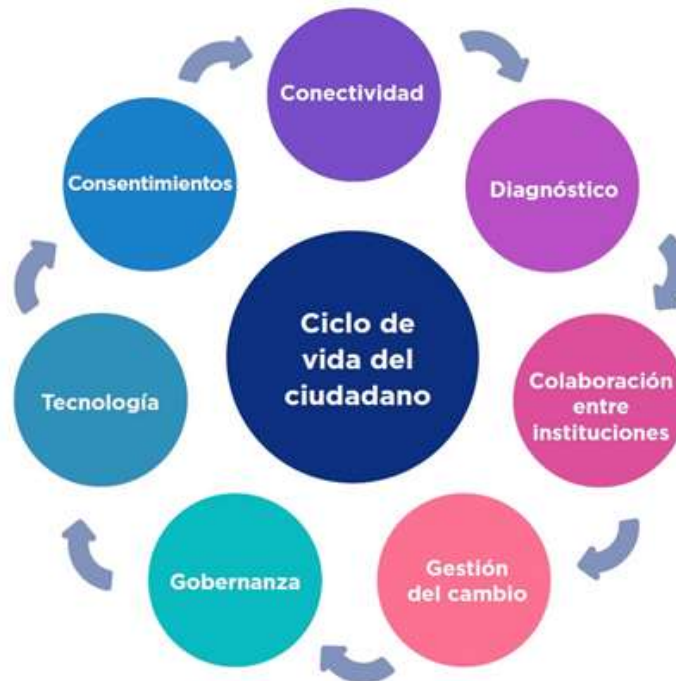 Conectividad
Diagnóstico
Colaboración
entre
instituciones
Gestión
del cambio
Gobernanza
Tecnología
Consentimientos
Ciclo de
vida del
ciudadano